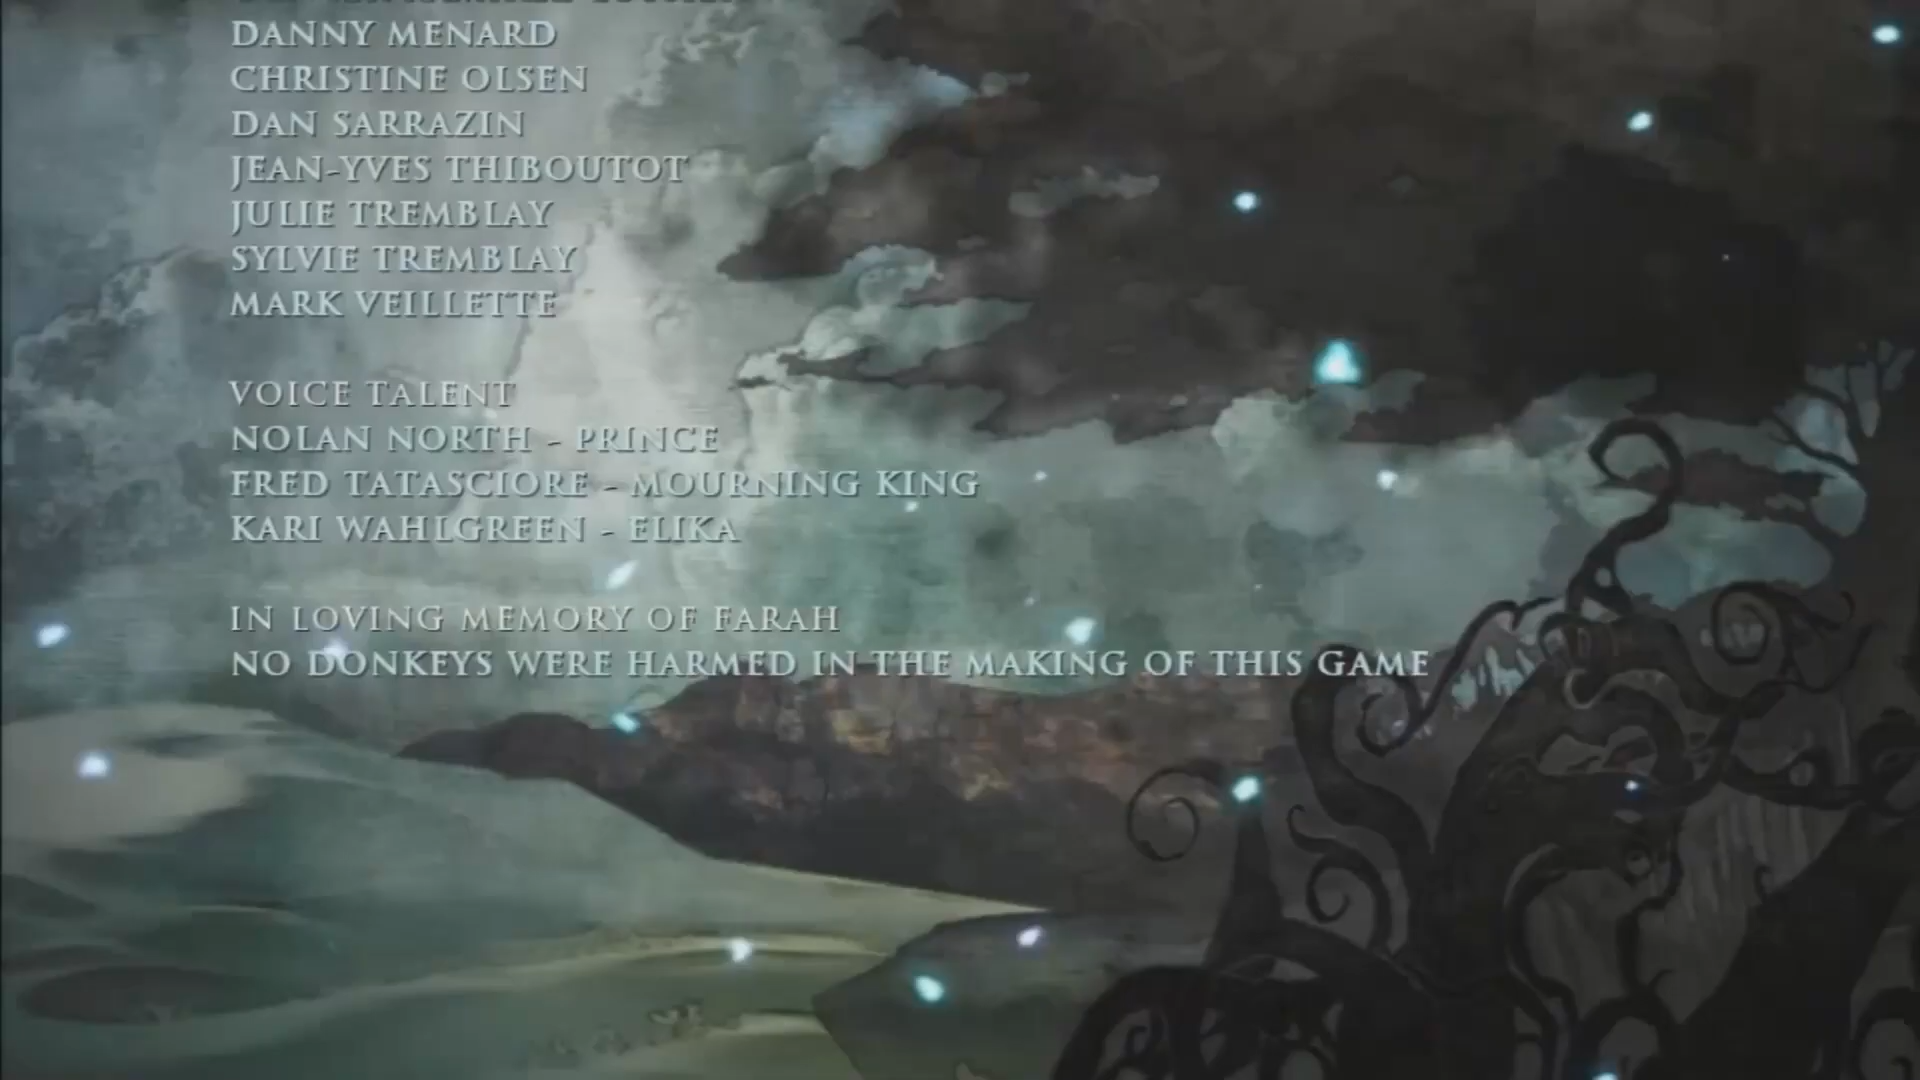 DANNY MENARD
CHRISTINE OLSEN
DAN SARRAZIN
JEAN-YVES THIBOUTOT
JULIE TREMBLAY
SYLVIE TREMBLAY
MARK VEILLETTE
VOICE TALENT
NOLAN NORTH - PRINCE
FRED TATASCIORE - MOURNING KING
KARI WAHLGREEN - ELIKA
IN LOVING MEMORY OF FARAH
NO DONKEYS WERE HARMED IN THE MAKING OF THIS GAME